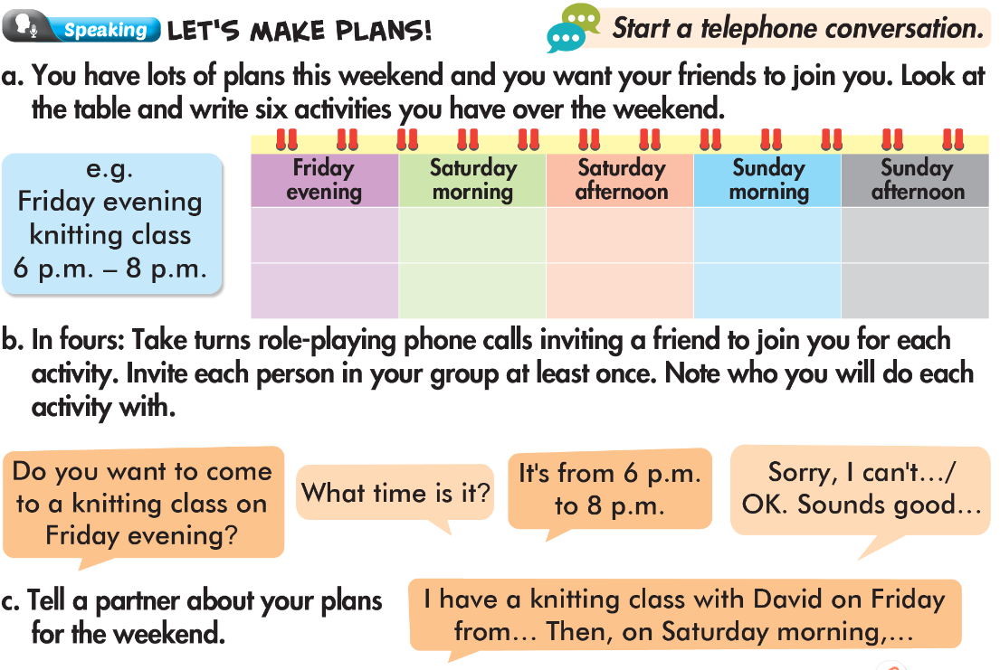 Speaking LET'S MAKE PLANS!
Start a telephone conversation.
a. You have lots of plans this weekend and you want your friends to join you. Look at
the table and write six activities you have over the weekend.
e.g.
Friday evening
knitting class
6 p.m. – 8 p.m.
Friday
evening
Saturday
morning
Saturday
afternoon
Sunday
morning
Sunday
afternoon
b. In fours: Take turns role-playing phone calls inviting a friend to join you for each
activity. Invite each person in your group at least once. Note who you will do each
activity with.
Do you want to come
to a knitting class on
Friday evening?
What time is it?
It's from 6 p.m.
to 8 p.m.
Sorry, I can't.../
OK. Sounds good...
c. Tell a partner about your plans
for the weekend.
I have a knitting class with David on Friday
from... Then, on Saturday morning,...